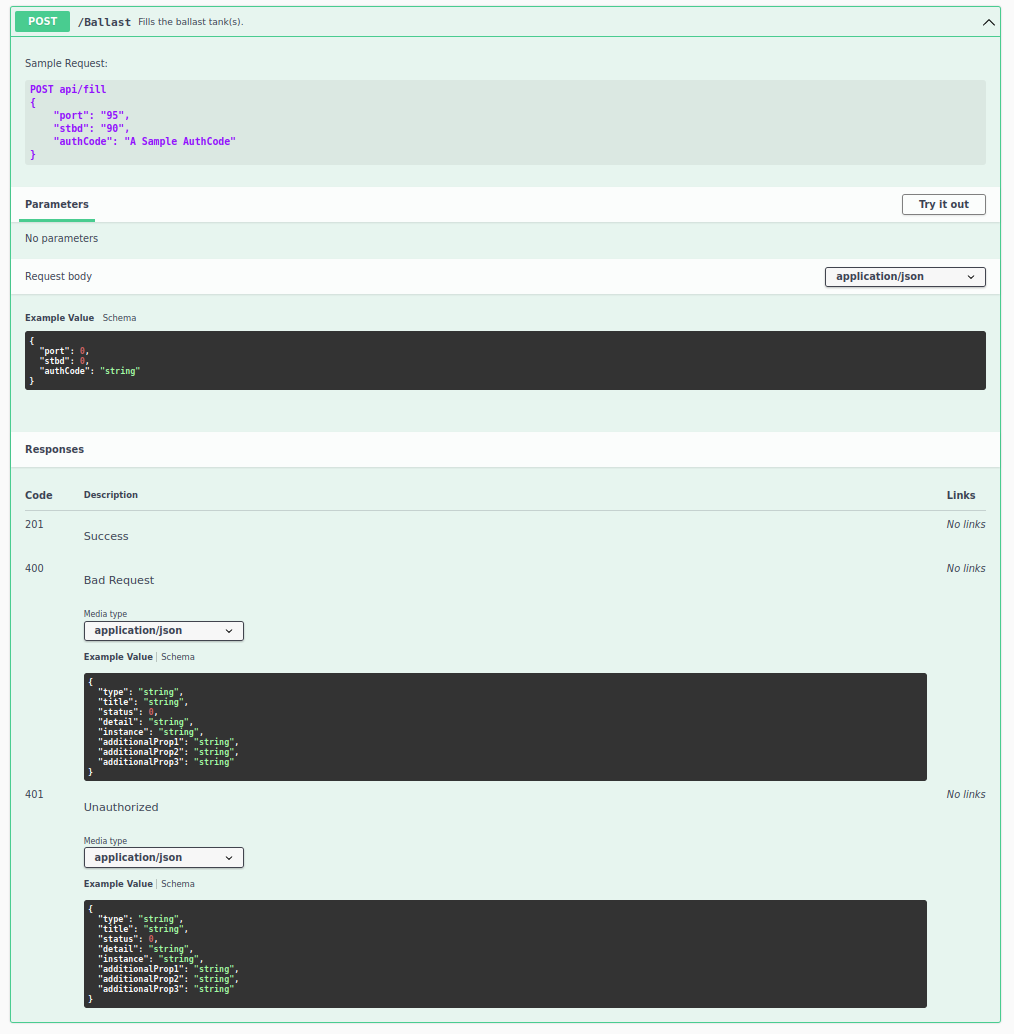 POST /Ballast Fills the ballast tank(s).
Sample Request:
POST api/fill
{
    "port": "95",
    "stbd": "90",
    "authCode": "A Sample AuthCode"
}
Parameters Try it out
No parameters
Request body application/json
Example Value Schema
{
  "port": 0,
  "stbd": 0,
  "authCode": "string"
}
Responses
Code Description Links
201 No links
Success
400 No links
Bad Request
Media type
application/json
Example Value | Schema
{
  "type": "string",
  "title": "string",
  "status": 0,
  "detail": "string",
  "instance": "string",
  "additionalProp1": "string",
  "additionalProp2": "string",
  "additionalProp3": "string"
}
401 No links
Unauthorized
Media type
application/json
Example Value | Schema
{
  "type": "string",
  "title": "string",
  "status": 0,
  "detail": "string",
  "instance": "string",
  "additionalProp1": "string",
  "additionalProp2": "string",
  "additionalProp3": "string"
}